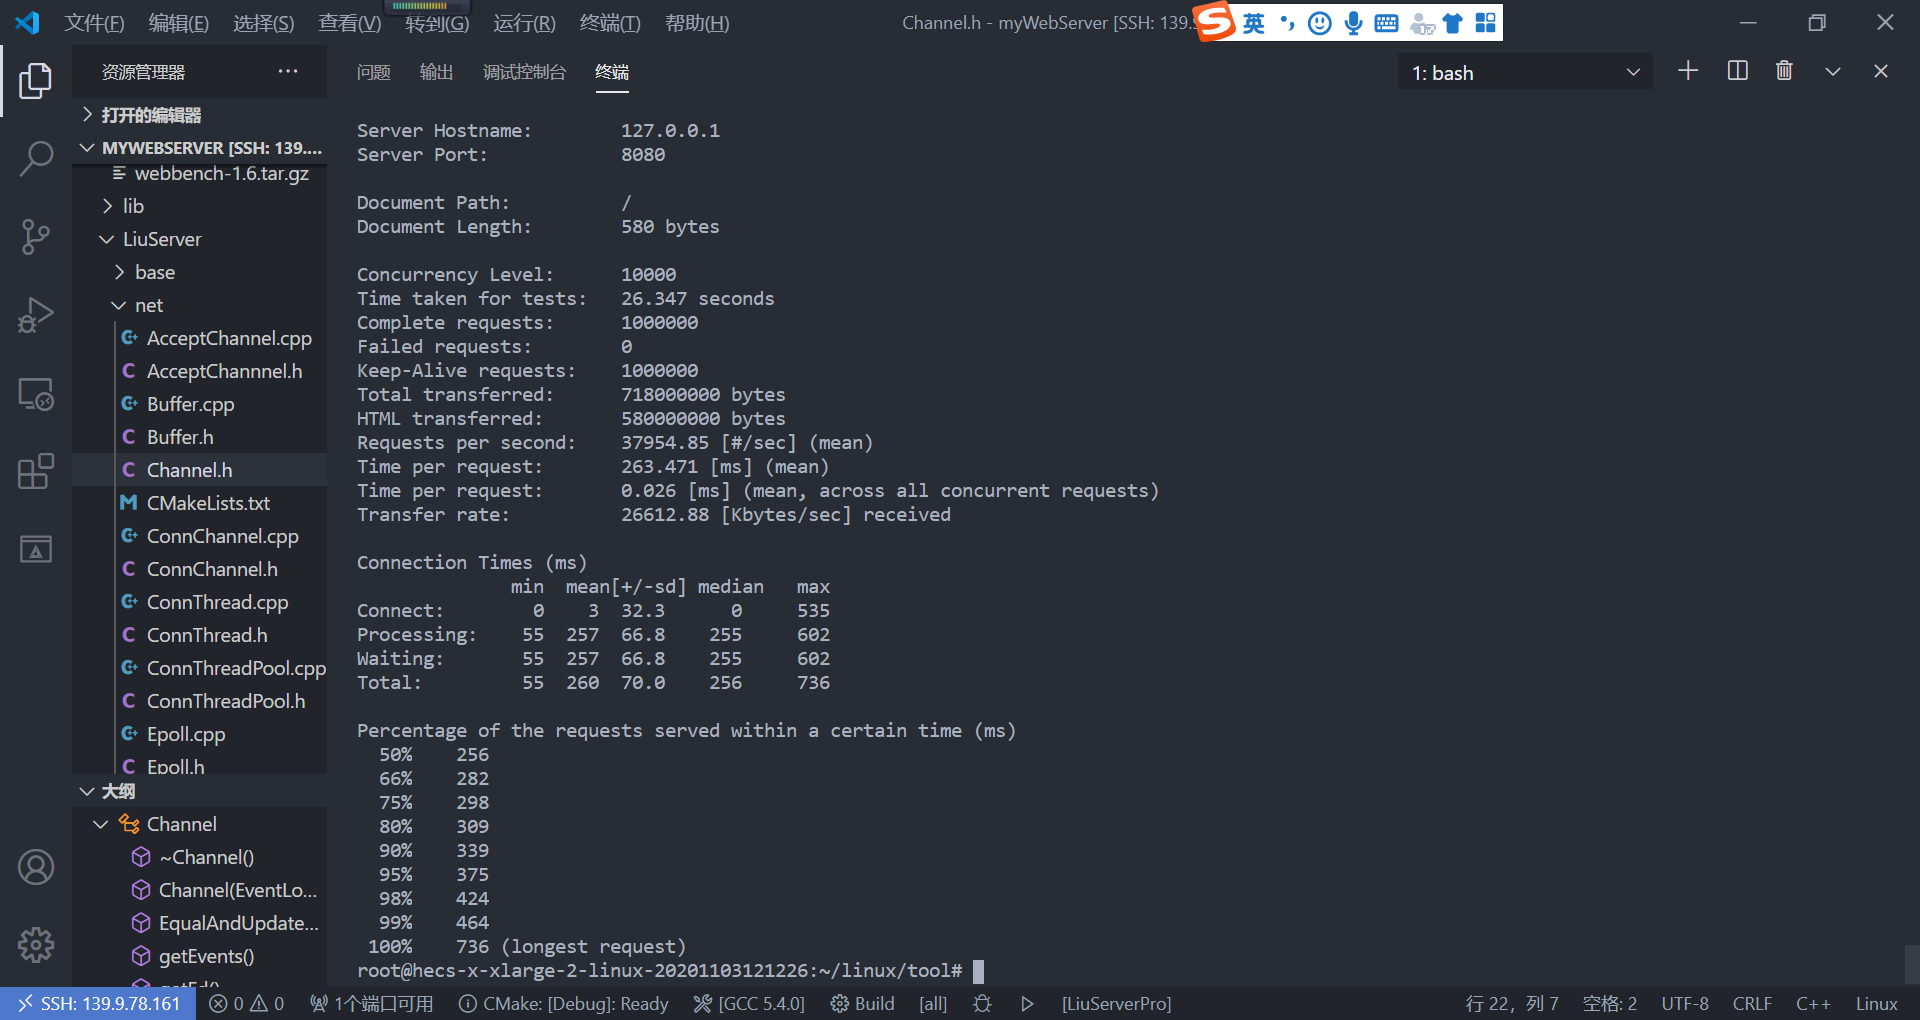 文件(F) 编辑(E) 选择(S) 查看(V) 转到(G) 运行(R) 终端(T) 帮助(H) Channel.h - myWebServer [SSH: 139.9
英
资源管理器
打开的编辑器
MYWEBSERVER [SSH: 139....
webbench-1.6.tar.gz
lib
LiuServer
base
net
AcceptChannel.cpp
AcceptChannnel.h
Buffer.cpp
Buffer.h
Channel.h
CMakeLists.txt
ConnChannel.cpp
ConnChannel.h
ConnThread.cpp
ConnThread.h
ConnThreadPool.cpp
ConnThreadPool.h
Epoll.cpp
Epoll.h
大纲
Channel
~Channel()
Channel(EventLo...
EqualAndUpdate...
getEvents()
getFd()
问题 输出 调试控制台 终端 1: bash
Server Hostname: 127.0.0.1
Server Port: 8080
Document Path: /
Document Length: 580 bytes
Concurrency Level: 10000
Time taken for tests: 26.347 seconds
Complete requests: 1000000
Failed requests: 0
Keep-Alive requests: 1000000
Total transferred: 718000000 bytes
HTML transferred: 580000000 bytes
Requests per second: 37954.85 [#/sec] (mean)
Time per request: 263.471 [ms] (mean)
Time per request: 0.026 [ms] (mean, across all concurrent requests)
Transfer rate: 26612.88 [Kbytes/sec] received
Connection Times (ms)
min mean[+/-sd] median max
Connect: 0 3 32.3 0 535
Processing: 55 257 66.8 255 602
Waiting: 55 257 66.8 255 602
Total: 55 260 70.0 256 736
Percentage of the requests served within a certain time (ms)
50% 256
66% 282
75% 298
80% 309
90% 339
95% 375
98% 424
99% 464
100% 736 (longest request)
root@hecs-x-xlarge-2-linux-20201103121226:~/linux/tool#
SSH: 139.9.78.161 0 0 1个端口可用 CMake: [Debug]: Ready [GCC 5.4.0] Build [all] [LiuServerPro] 行 22，列 7 空格: 2 UTF-8 CRLF C++ Linux